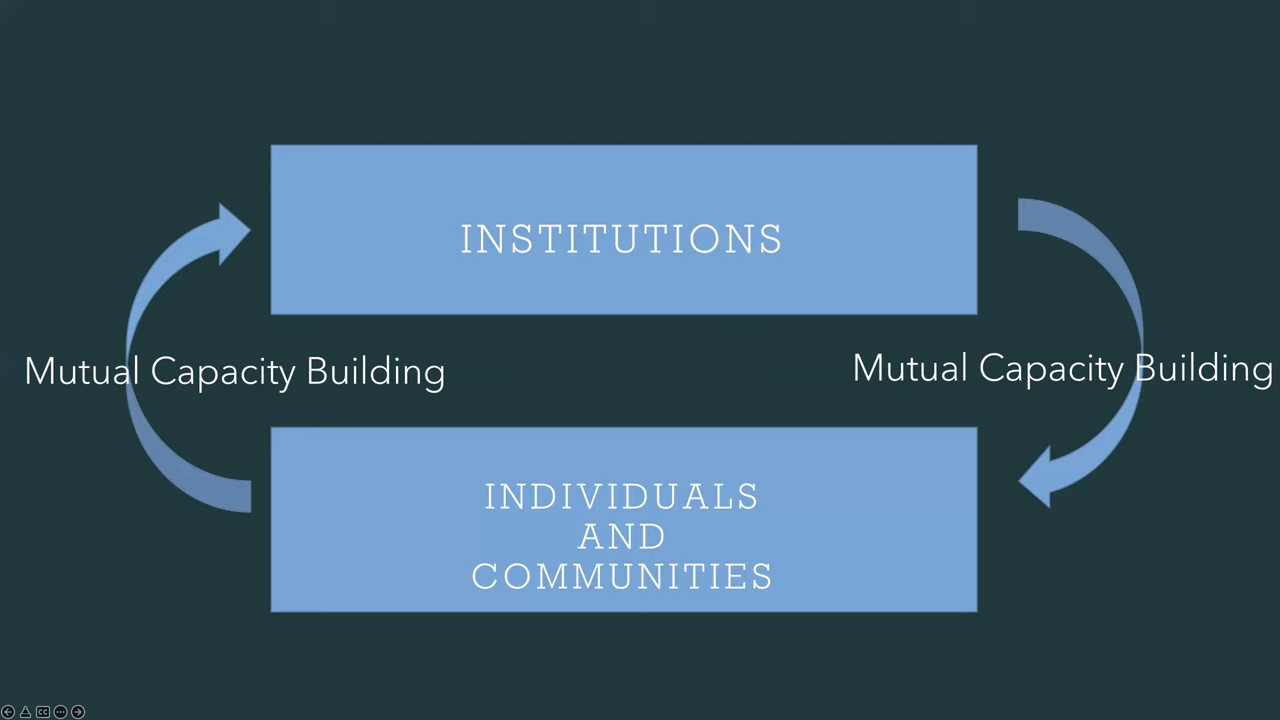 INSTITUTIONS
Mutual Capacity Building
Mutual Capacity Building
INDIVIDUALS
AND
COMMUNITIES